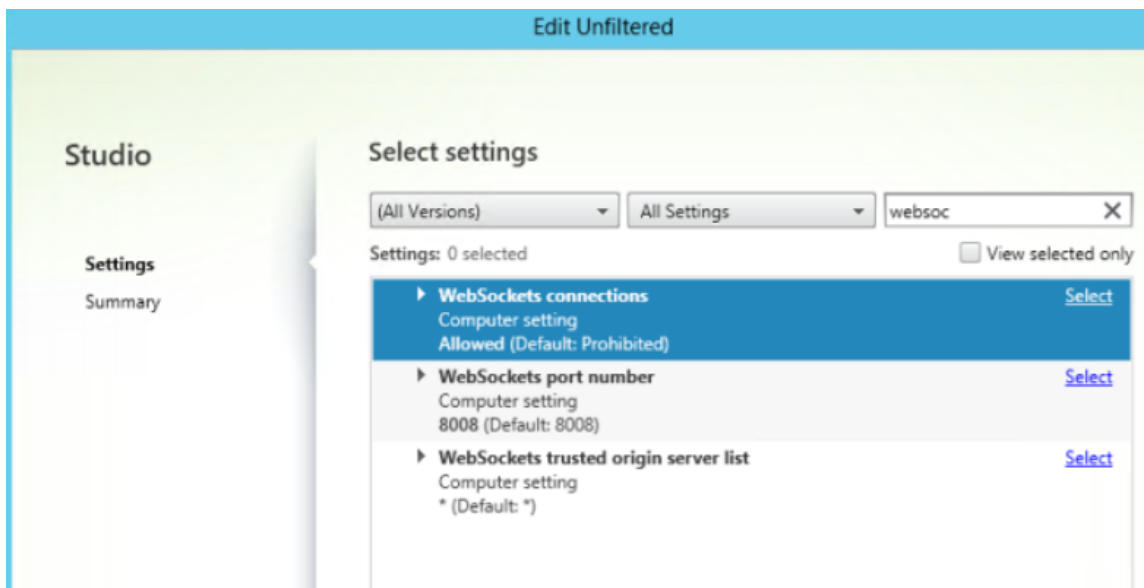 Edit Unfiltered
Studio
Settings
Summary
Select settings
(All Versions)
All Settings
websoc
Settings: 0 selected
View selected only
WebSockets connections
Select
Computer setting
Allowed (Default: Prohibited)
WebSockets port number
Select
Computer setting
8008 (Default: 8008)
WebSockets trusted origin server list
Select
Computer setting
* (Default: *)